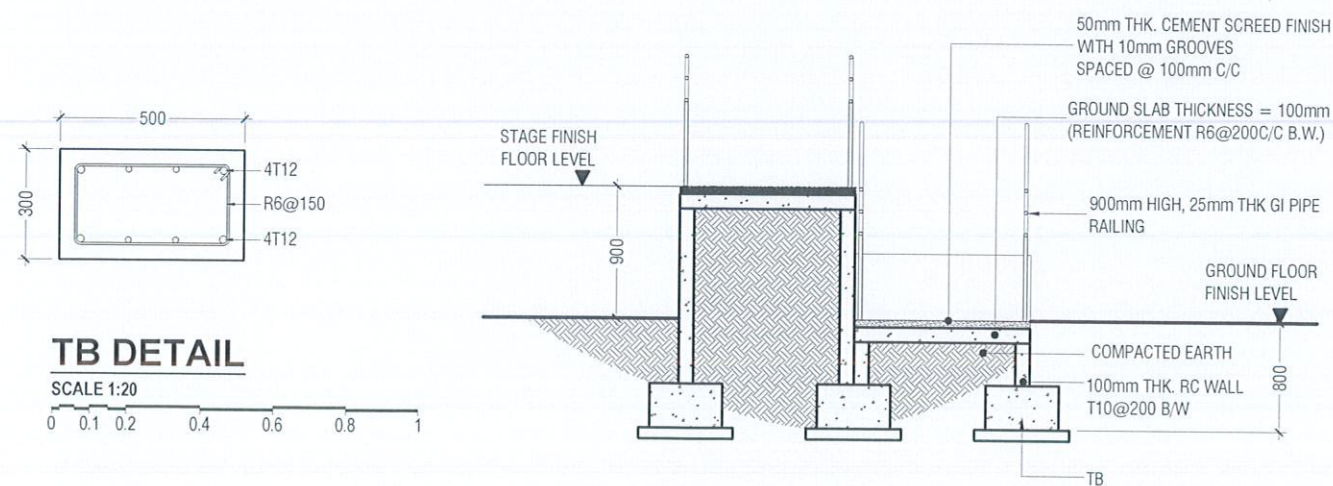 500
300
4T12
R6@150
4T12
TB DETAIL
SCALE 1:20
0 0.1 0.2 0.4 0.6 0.8 1
STAGE FINISH
FLOOR LEVEL
900
50mm THK. CEMENT SCREED FINISH
WITH 10mm GROOVES
SPACED @ 100mm C/C
GROUND SLAB THICKNESS = 100mm
(REINFORCEMENT R6@200C/C B.W.)
900mm HIGH, 25mm THK GI PIPE
RAILING
GROUND FLOOR
FINISH LEVEL
COMPACTED EARTH
100mm THK. RC WALL
T10@200 B/W
800
TB